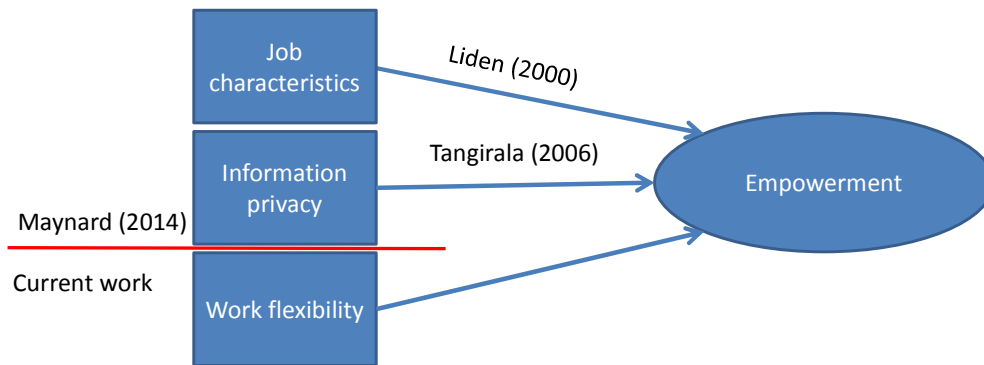 Job
characteristics
Liden (2000)
Information
privacy
Tangirala (2006)
Empowerment
Maynard (2014)
Current work
Work flexibility